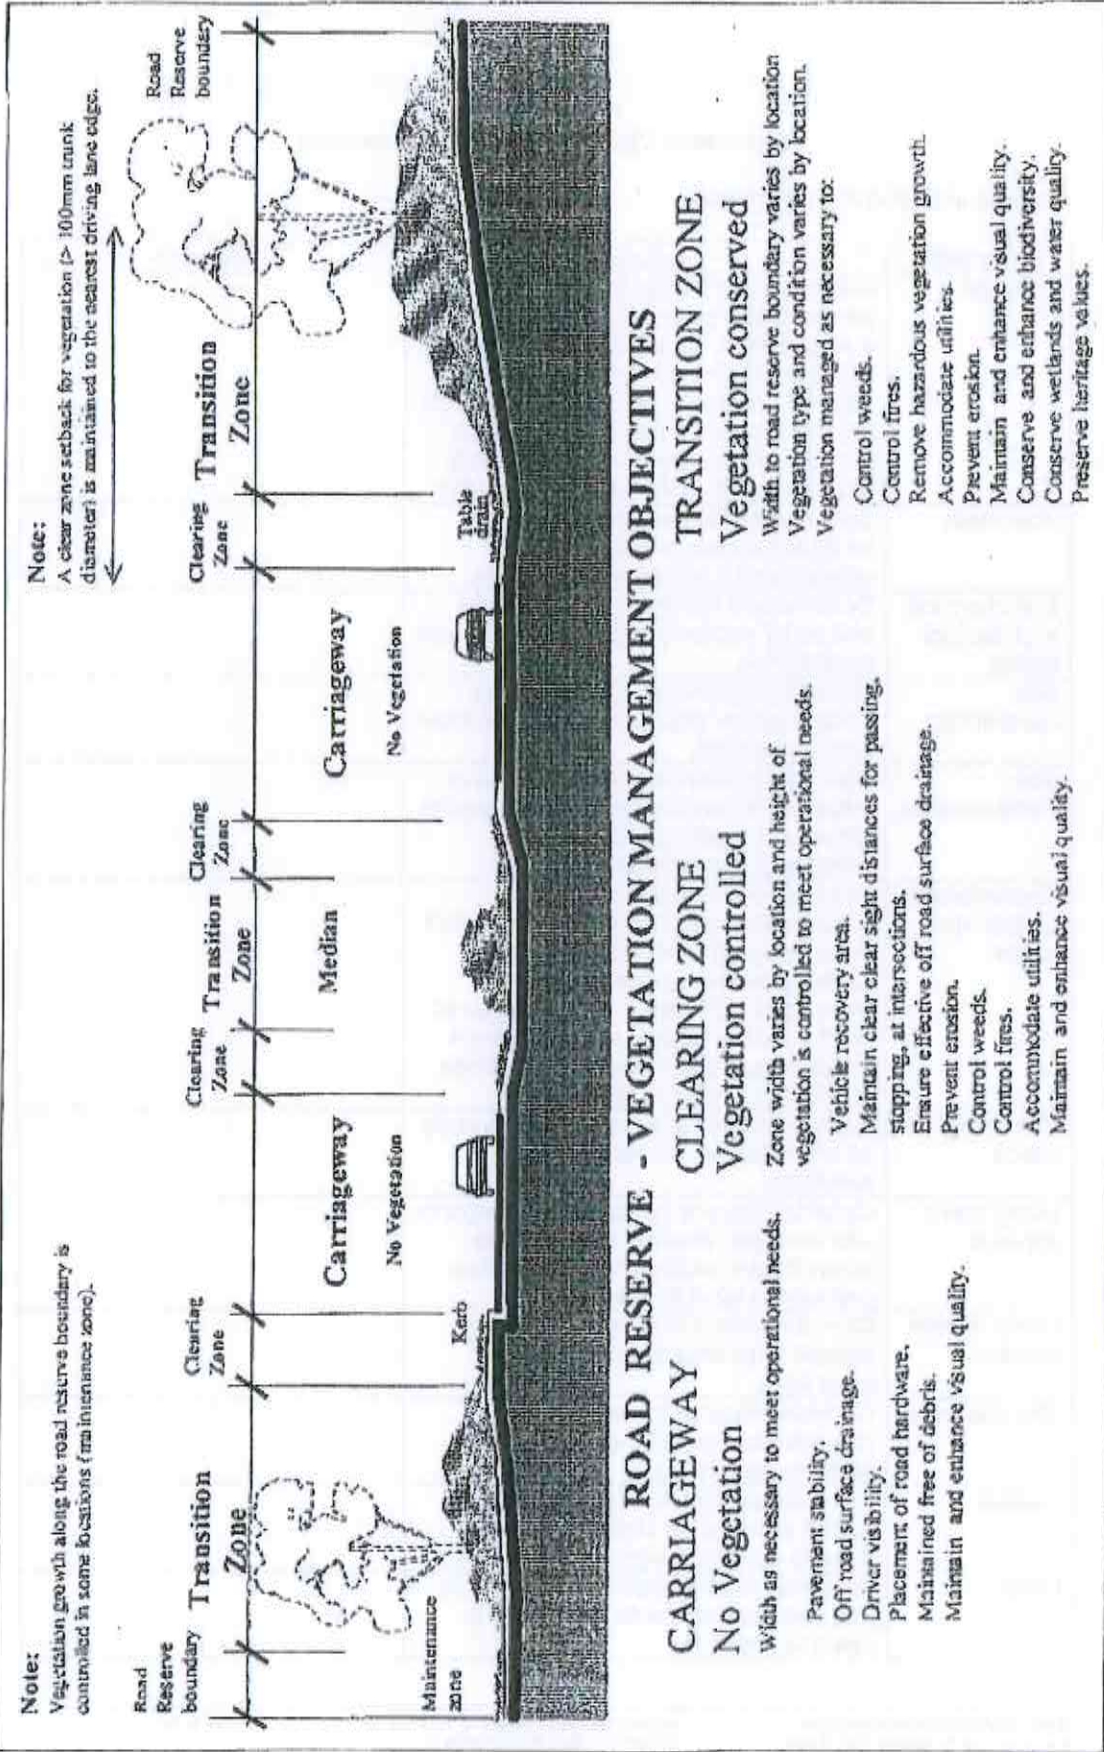 Note:
Vegetation growth along the road reserve boundary is
controlled in some locations (maintenance zone).
Note:
A clear zone setback for vegetation (> 100mm trunk
diameter) is maintained to the nearest driving lane edge.
Road
Reserve
boundary
Transition
Zone
Clearing
Zone
Carriageway
No Vegetation
Clearing
Zone
Transition
Zone
Median
Clearing
Zone
Carriageway
No Vegetation
Clearing
Zone
Transition
Zone
Road
Reserve
boundary
Maintenance
zone
Kerb
Table
drain
ROAD RESERVE - VEGETATION MANAGEMENT OBJECTIVES
CARRIAGEWAY
No Vegetation
Width as necessary to meet operational needs.
Pavement stability.
Off road surface drainage.
Driver visibility.
Placement of road hardware.
Maintained free of debris.
Maintain and enhance visual quality.
CLEARING ZONE
Vegetation controlled
Zone width varies by location and height of
vegetation is controlled to meet operational needs.
Vehicle recovery area.
Maintain clear clear sight distances for passing,
stopping, at intersections.
Ensure effective off road surface drainage.
Prevent erosion.
Control weeds.
Control fires.
Accommodate utilities.
Maintain and enhance visual quality.
TRANSITION ZONE
Vegetation conserved
Width to road reserve boundary varies by location
Vegetation type and condition varies by location.
Vegetation managed as necessary to:
Control weeds.
Control fires.
Remove hazardous vegetation growth.
Accommodate utilities.
Prevent erosion.
Maintain and enhance visual quality.
Conserve and enhance biodiversity.
Conserve wetlands and water quality.
Preserve heritage values.